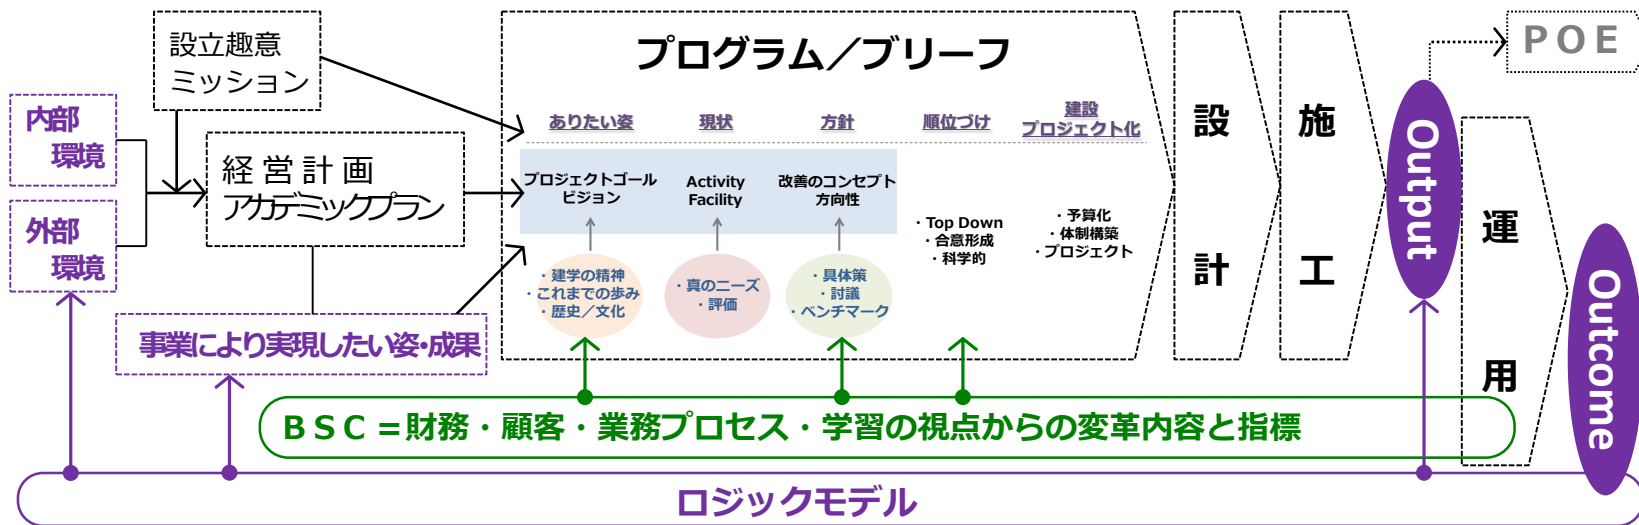 設立趣意
ミッション
内部
環境
外部
環境
経営計画
アカデミックプラン
事業により実現したい姿・成果
プログラム／ブリーフ
ありたい姿
現状
方針
順位づけ
建設
プロジェクト化
プロジェクトゴール
ビジョン
Activity
Facility
改善のコンセプト
方向性
・Top Down
・合意形成
・科学的
・予算化
・体制構築
・プロジェクト
・建学の精神
・これまでの歩み
・歴史／文化
・真のニーズ
・評価
・具体策
・討議
・ベンチマーク
設計
施工
Output
POE
運用
Outcome
BSC=財務・顧客・業務プロセス・学習の視点からの変革内容と指標
ロジックモデル